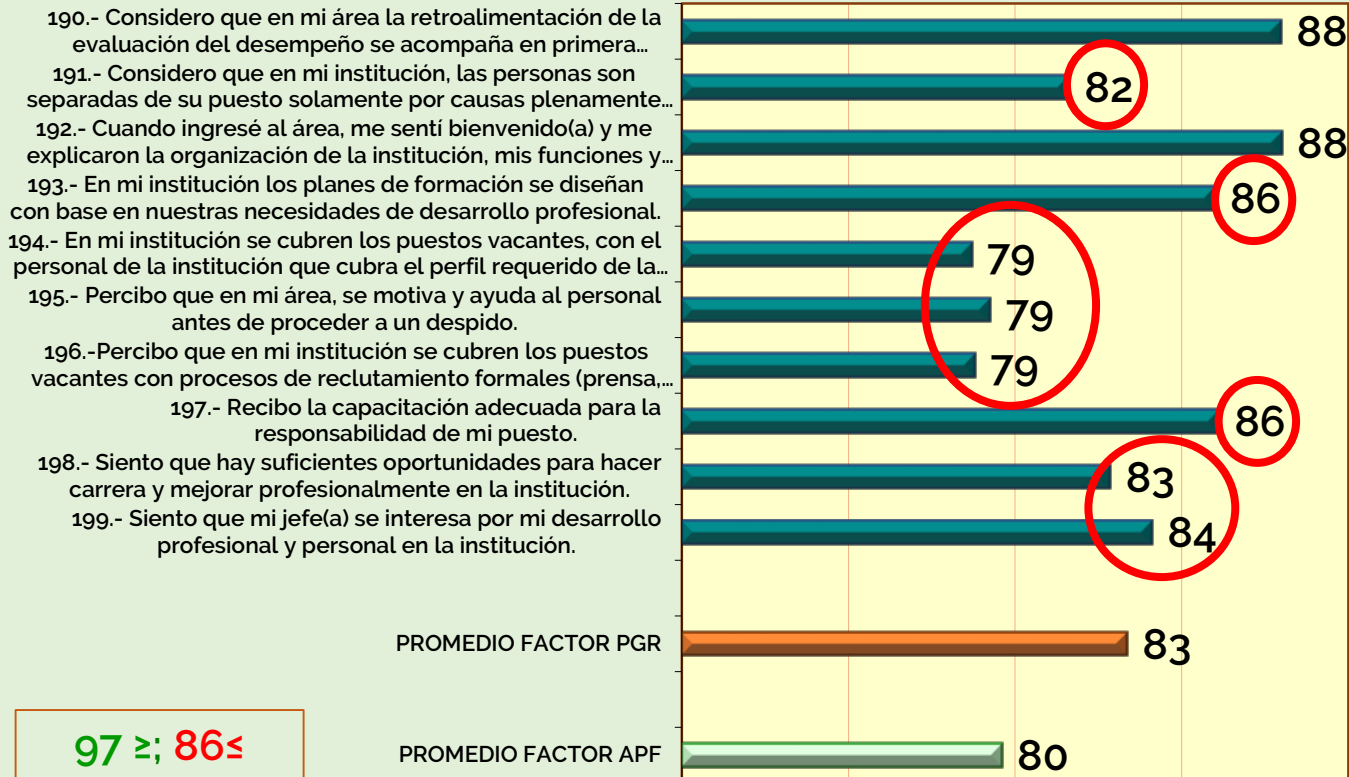 190.- Considero que en mi área la retroalimentación de la
evaluación del desempeño se acompaña en primera...
88
191.- Considero que en mi institución, las personas son
separadas de su puesto solamente por causas plenamente...
82
192.- Cuando ingresé al área, me sentí bienvenido(a) y me
explicaron la organización de la institución, mis funciones y...
88
193.- En mi institución los planes de formación se diseñan
con base en nuestras necesidades de desarrollo profesional.
86
194.- En mi institución se cubren los puestos vacantes, con el
personal de la institución que cubra el perfil requerido de la...
79
195.- Percibo que en mi área, se motiva y ayuda al personal
antes de proceder a un despido.
79
196.-Percibo que en mi institución se cubren los puestos
vacantes con procesos de reclutamiento formales (prensa,...
79
197.- Recibo la capacitación adecuada para la
responsabilidad de mi puesto.
86
198.- Siento que hay suficientes oportunidades para hacer
carrera y mejorar profesionalmente en la institución.
83
199.- Siento que mi jefe(a) se interesa por mi desarrollo
profesional y personal en la institución.
84
PROMEDIO FACTOR PGR
83
97 ≥; 86≤
PROMEDIO FACTOR APF
80